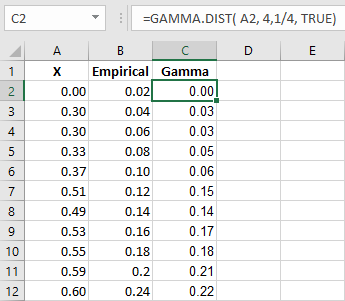 C2 =GAMMA.DIST( A2, 4,1/4, TRUE)
A B C D E
1 X Empirical Gamma
2 0.00 0.02 0.00
3 0.30 0.04 0.03
4 0.30 0.06 0.03
5 0.33 0.08 0.05
6 0.37 0.10 0.06
7 0.51 0.12 0.15
8 0.49 0.14 0.14
9 0.53 0.16 0.17
10 0.55 0.18 0.18
11 0.59 0.2 0.21
12 0.60 0.24 0.22